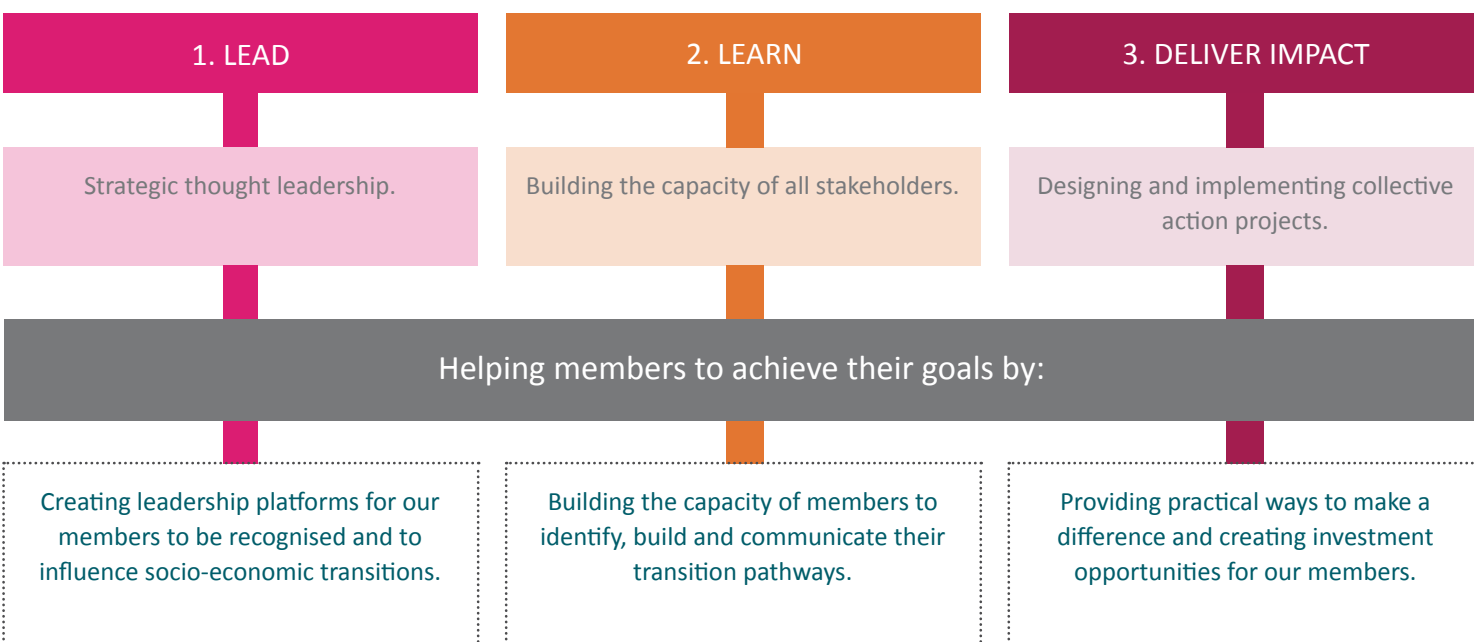 1. LEAD
2. LEARN
3. DELIVER IMPACT
Strategic thought leadership.
Building the capacity of all stakeholders.
Designing and implementing collective
action projects.
Helping members to achieve their goals by:
Creating leadership platforms for our
members to be recognised and to
influence socio-economic transitions.
Building the capacity of members to
identify, build and communicate their
transition pathways.
Providing practical ways to make a
difference and creating investment
opportunities for our members.